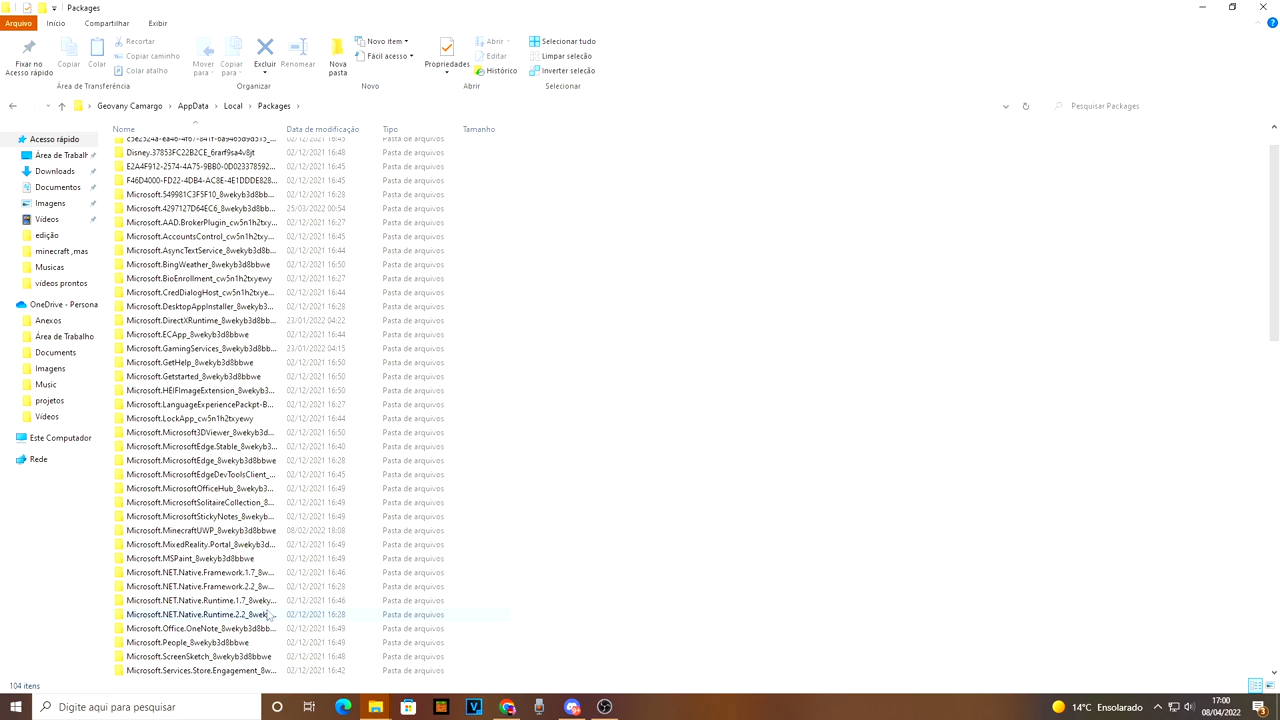 Packages
Arquivo Início Compartilhar Exibir
Fixar no Acesso rápido
Copiar
Colar
Recortar
Copiar caminho
Colar atalho
Mover para
Copiar para
Excluir
Renomear
Nova pasta
Novo item
Fácil acesso
Propriedades
Abrir
Editar
Histórico
Selecionar tudo
Limpar seleção
Inverter seleção
Área de Transferência Organizar Novo Abrir Selecionar
Geovany Camargo > AppData > Local > Packages >
Pesquisar Packages
Acesso rápido
Área de Trabalh
Downloads
Documentos
Imagens
Vídeos
edição
minecraft ,mas
Musicas
vídeos prontos
OneDrive - Persona
Anexos
Área de Trabalho
Documents
Imagens
Music
projetos
Vídeos
Este Computador
Rede
Nome Data de modificação Tipo Tamanho
02/12/2021 16:45 Pasta de arquivos
Disney.37853FC22B2CE_6rarf9sa4v8jt 02/12/2021 16:48 Pasta de arquivos
E2A4F912-2574-4A75-9BB0-0D023378592... 02/12/2021 16:45 Pasta de arquivos
F46D4000-FD22-4DB4-AC8E-4E1DDDE828... 02/12/2021 16:45 Pasta de arquivos
Microsoft.549981C3F5F10_8wekyb3d8bb... 02/12/2021 16:28 Pasta de arquivos
Microsoft.4297127D64EC6_8wekyb3d8bb... 25/03/2022 00:54 Pasta de arquivos
Microsoft.AAD.BrokerPlugin_cw5n1h2txy... 02/12/2021 16:27 Pasta de arquivos
Microsoft.AccountsControl_cw5n1h2txy... 02/12/2021 16:45 Pasta de arquivos
Microsoft.AsyncTextService_8wekyb3d8b... 02/12/2021 16:44 Pasta de arquivos
Microsoft.BingWeather_8wekyb3d8bbwe 02/12/2021 16:50 Pasta de arquivos
Microsoft.BioEnrollment_cw5n1h2txyewy 02/12/2021 16:27 Pasta de arquivos
Microsoft.CredDialogHost_cw5n1h2txye... 02/12/2021 16:44 Pasta de arquivos
Microsoft.DesktopAppInstaller_8wekyb3... 02/12/2021 16:28 Pasta de arquivos
Microsoft.DirectXRuntime_8wekyb3d8bb... 23/01/2022 04:22 Pasta de arquivos
Microsoft.ECApp_8wekyb3d8bbwe 02/12/2021 16:44 Pasta de arquivos
Microsoft.GamingServices_8wekyb3d8bb... 23/01/2022 04:15 Pasta de arquivos
Microsoft.GetHelp_8wekyb3d8bbwe 02/12/2021 16:50 Pasta de arquivos
Microsoft.Getstarted_8wekyb3d8bbwe 02/12/2021 16:50 Pasta de arquivos
Microsoft.HEIFImageExtension_8wekyb3... 02/12/2021 16:50 Pasta de arquivos
Microsoft.LanguageExperiencePackpt-B... 02/12/2021 16:27 Pasta de arquivos
Microsoft.LockApp_cw5n1h2txyewy 02/12/2021 16:44 Pasta de arquivos
Microsoft.Microsoft3DViewer_8wekyb3d... 02/12/2021 16:50 Pasta de arquivos
Microsoft.MicrosoftEdge.Stable_8wekyb3... 02/12/2021 16:40 Pasta de arquivos
Microsoft.MicrosoftEdge_8wekyb3d8bbwe 02/12/2021 16:28 Pasta de arquivos
Microsoft.MicrosoftEdgeDevToolsClient_... 02/12/2021 16:45 Pasta de arquivos
Microsoft.MicrosoftOfficeHub_8wekyb3... 02/12/2021 16:49 Pasta de arquivos
Microsoft.MicrosoftSolitaireCollection_8... 02/12/2021 16:49 Pasta de arquivos
Microsoft.MicrosoftStickyNotes_8wekyb... 02/12/2021 16:49 Pasta de arquivos
Microsoft.MinecraftUWP_8wekyb3d8bbwe 08/02/2022 18:08 Pasta de arquivos
Microsoft.MixedReality.Portal_8wekyb3d... 02/12/2021 16:49 Pasta de arquivos
Microsoft.MSPaint_8wekyb3d8bbwe 02/12/2021 16:49 Pasta de arquivos
Microsoft.NET.Native.Framework.1.7_8w... 02/12/2021 16:46 Pasta de arquivos
Microsoft.NET.Native.Framework.2.2_8w... 02/12/2021 16:28 Pasta de arquivos
Microsoft.NET.Native.Runtime.1.7_8weky... 02/12/2021 16:46 Pasta de arquivos
Microsoft.NET.Native.Runtime.2.2_8wek... 02/12/2021 16:28 Pasta de arquivos
Microsoft.Office.OneNote_8wekyb3d8bb... 02/12/2021 16:49 Pasta de arquivos
Microsoft.People_8wekyb3d8bbwe 02/12/2021 16:49 Pasta de arquivos
Microsoft.ScreenSketch_8wekyb3d8bbwe 02/12/2021 16:48 Pasta de arquivos
Microsoft.Services.Store.Engagement_8w... 02/12/2021 16:42 Pasta de arquivos
104 itens
Digite aqui para pesquisar
14°C Ensolarado
17:00
08/04/2022